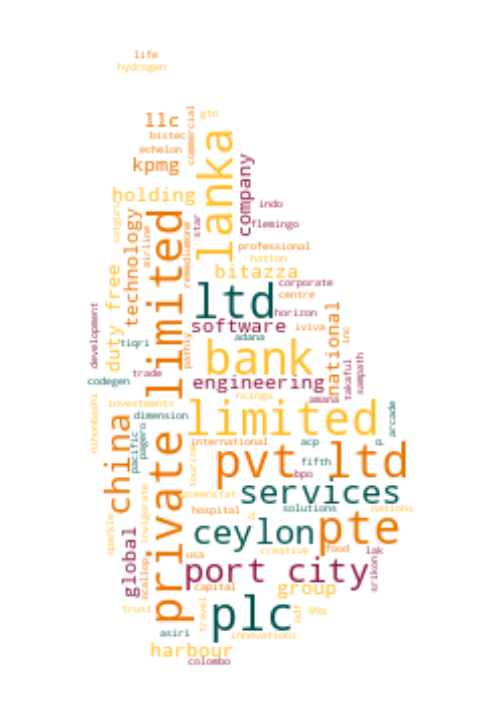 life
hydrogen
gtn
llc
commercial
bistec
lanka
echelon
kpmg
company
holding
satguru
indo
technology
private limited
star
flemingo
airline
remediumone
professional
hatton
bitazza
duty free
corporate
ltd
centre
horizon
development
software
national
iviva
inc
tiqri
adana
pathly
bank
trade
sampath
takaful
codegen
engineering
ncinga
amana
nihonbashi
investments
limited
arcade
dimension
china
pacific
pagero
international
acp
p
pvt ltd
tourism
fifth
bpo
services
greenstat
invigorate
hospital
solutions
nations
sparkle
ceylon
pte
global
creative
food
lak
usa
srikon
scallop
port city
capital
group
trust
travel
plc
odf
99x
asiri
innovations
harbour
colombo